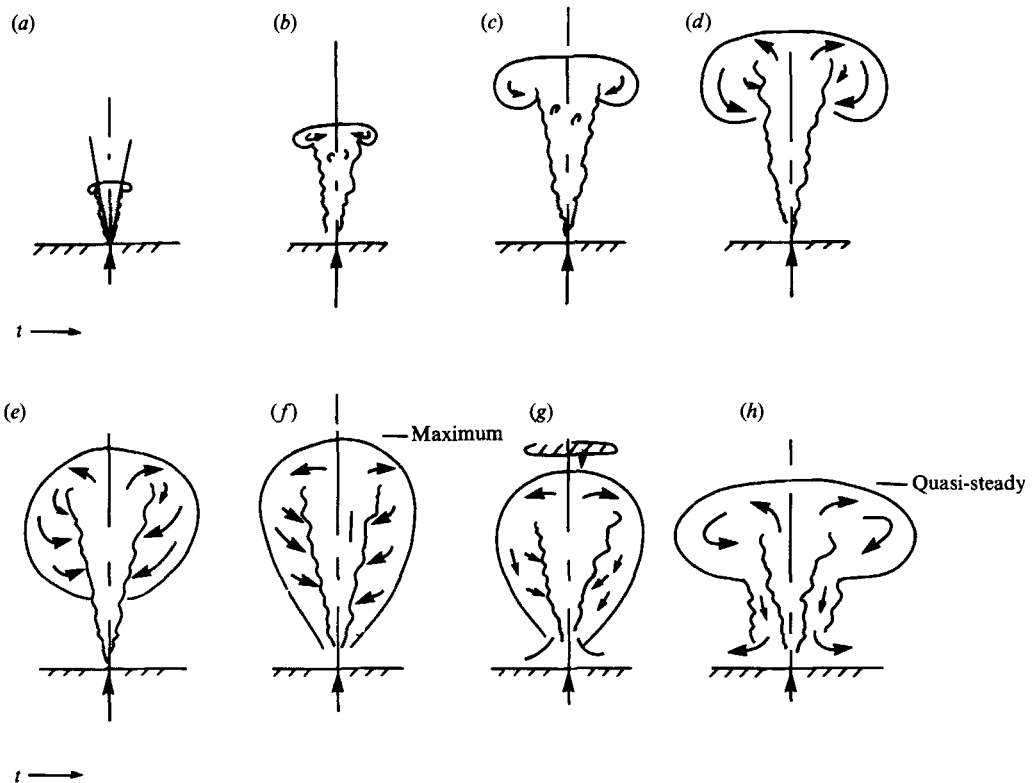 (a)
(b)
(c)
(d)
t
(e)
(f)
Maximum
(g)
(h)
Quasi-steady
t